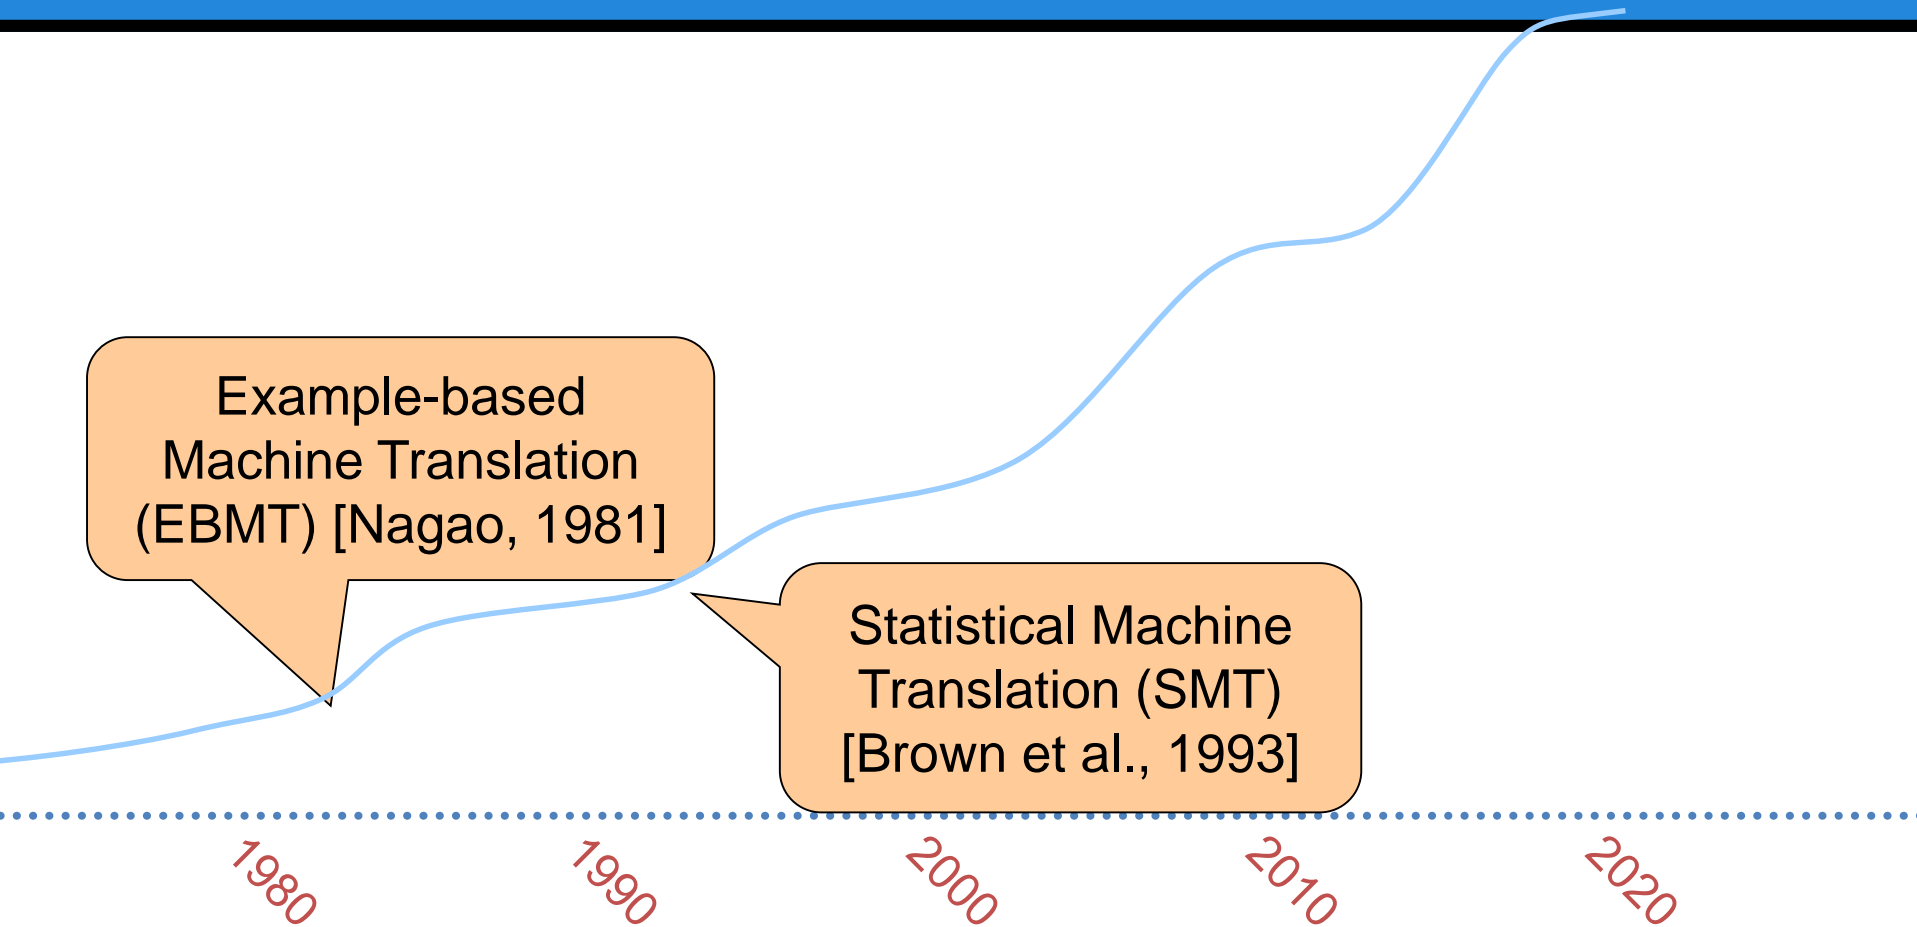 Example-based
Machine Translation
(EBMT) [Nagao, 1981]
Statistical Machine
Translation (SMT)
[Brown et al., 1993]
1980
1990
2000
2010
2020